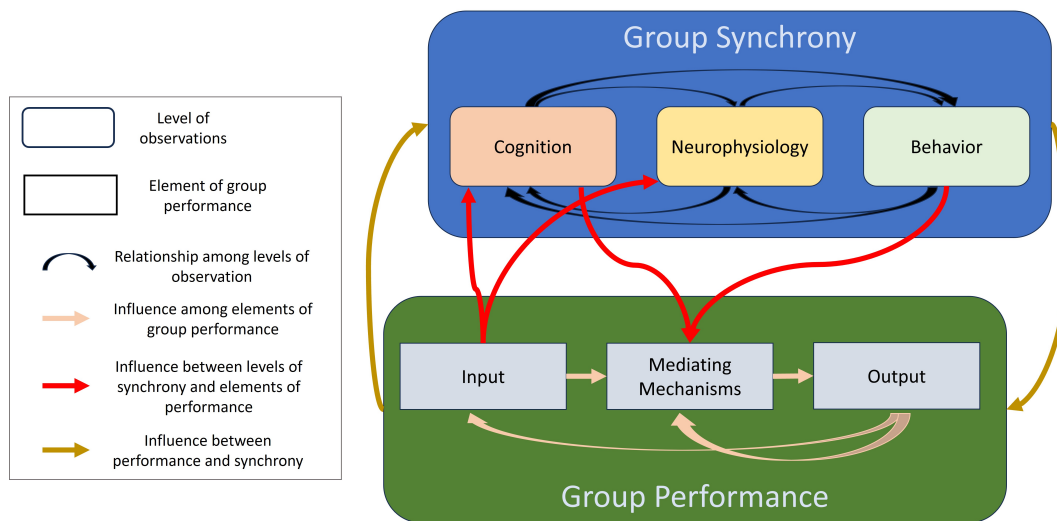 Group Synchrony
Cognition
Neurophysiology
Behavior
Level of
observations
Element of group
performance
Relationship among levels of
observation
Influence among elements of
group performance
Influence between levels of
synchrony and elements of
performance
Influence between
performance and synchrony
Input
Mediating
Mechanisms
Output
Group Performance